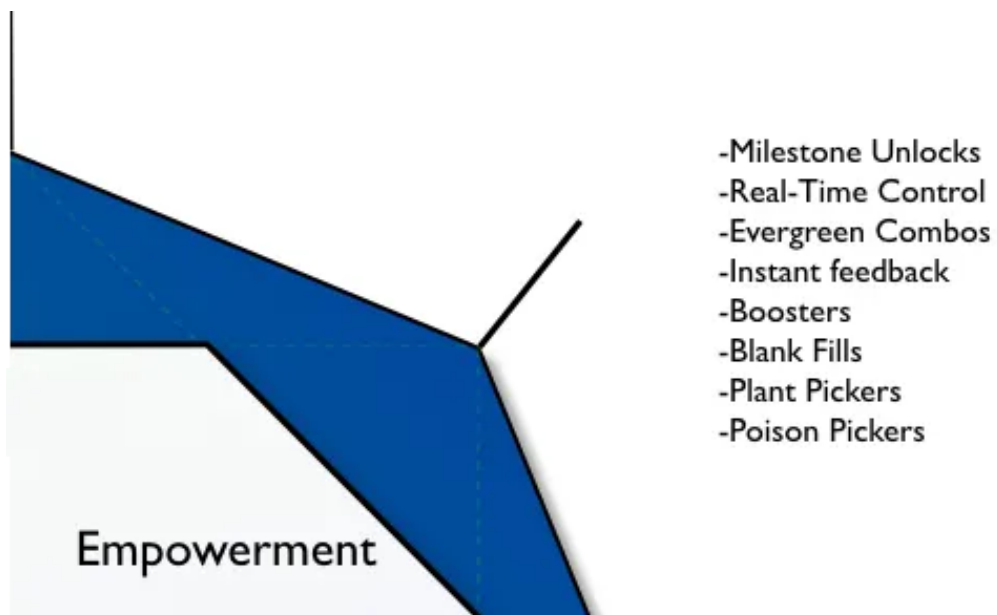 -Milestone Unlocks
-Real-Time Control
-Evergreen Combos
-Instant feedback
-Boosters
-Blank Fills
-Plant Pickers
-Poison Pickers
Empowerment